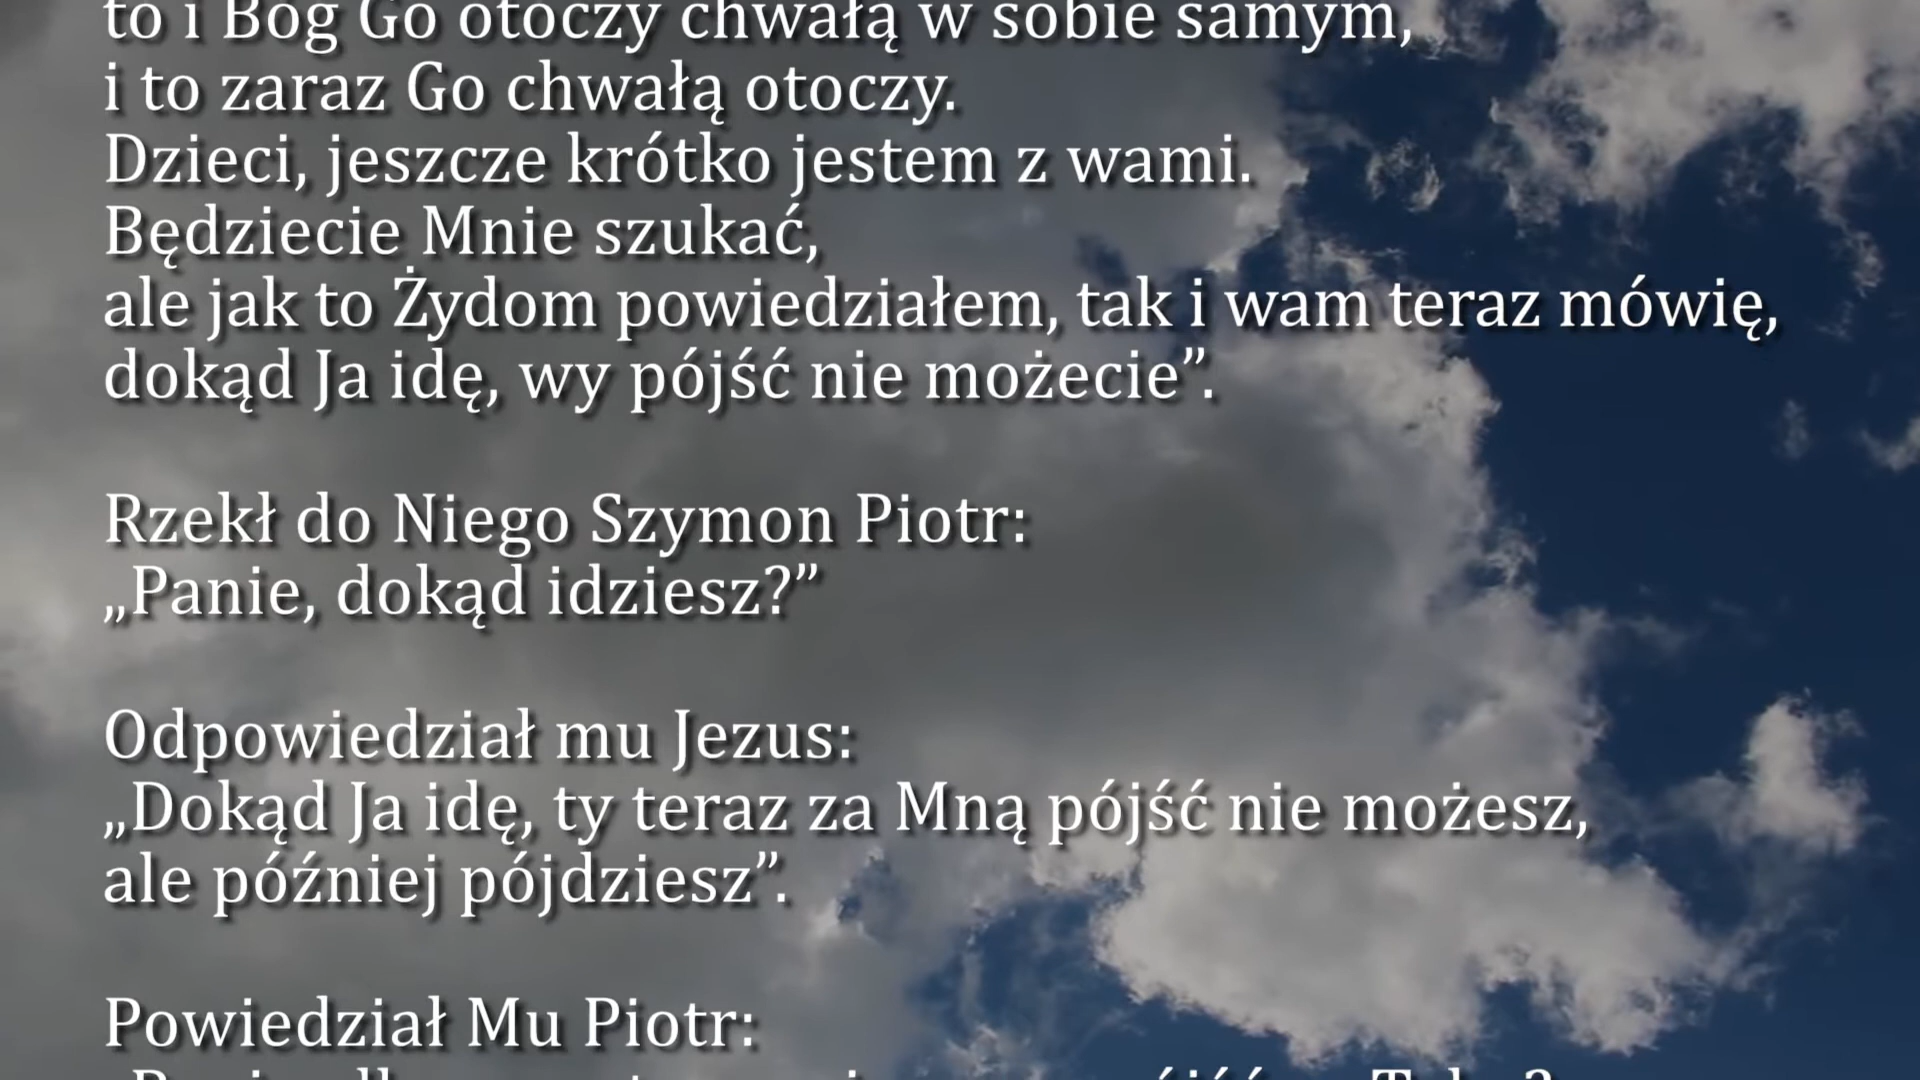 to i Bóg Go otoczy chwałą w sobie samym,
i to zaraz Go chwałą otoczy.
Dzieci, jeszcze krótko jestem z wami.
Będziecie Mnie szukać,
ale jak to Żydom powiedziałem, tak i wam teraz mówię,
dokąd Ja idę, wy pójść nie możecie”.
Rzekł do Niego Szymon Piotr:
„Panie, dokąd idziesz?”
Odpowiedział mu Jezus:
„Dokąd Ja idę, ty teraz za Mną pójść nie możesz,
ale później pójdziesz”.
Powiedział Mu Piotr: